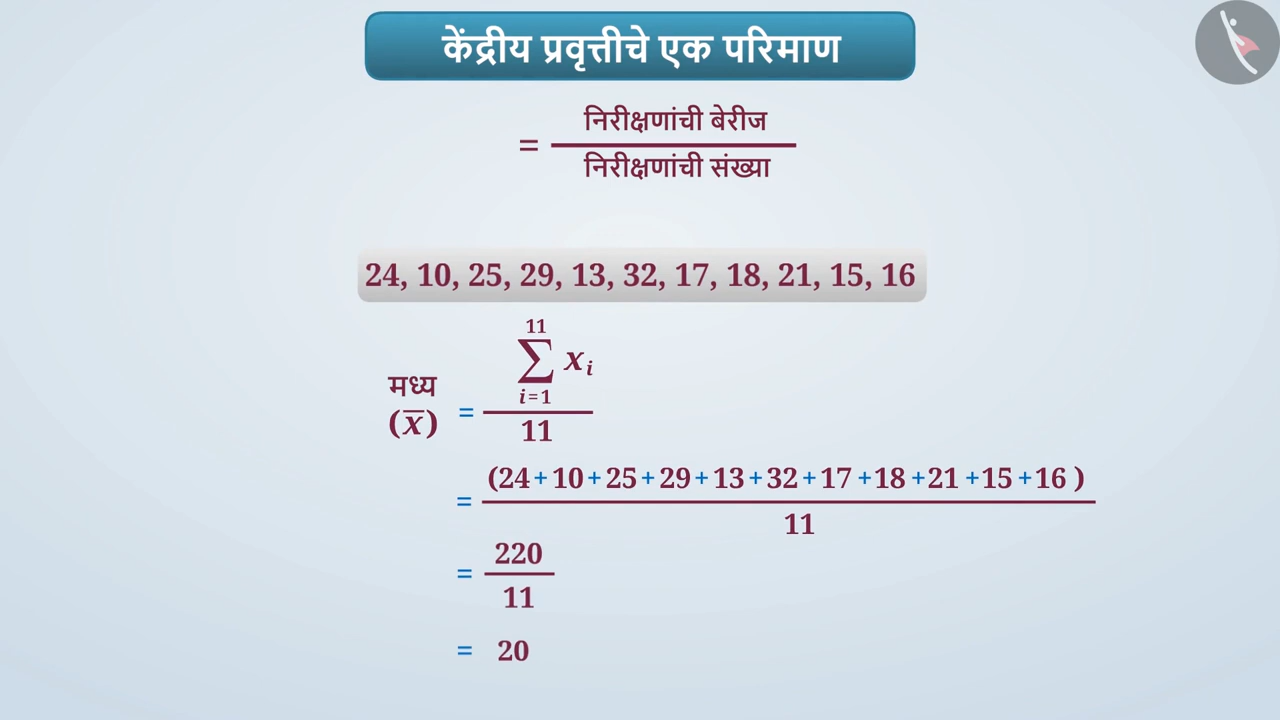 केंद्रीय प्रवृत्तीचे एक परिमाण
= निरीक्षणांची बेरीज
निरीक्षणांची संख्या
24, 10, 25, 29, 13, 32, 17, 18, 21, 15, 16
11
मध्य (x̅) = ∑ xᵢ
i=1
11
= (24+10+25+29+13+32+17+18+21+15+16 )
11
= 220
11
= 20